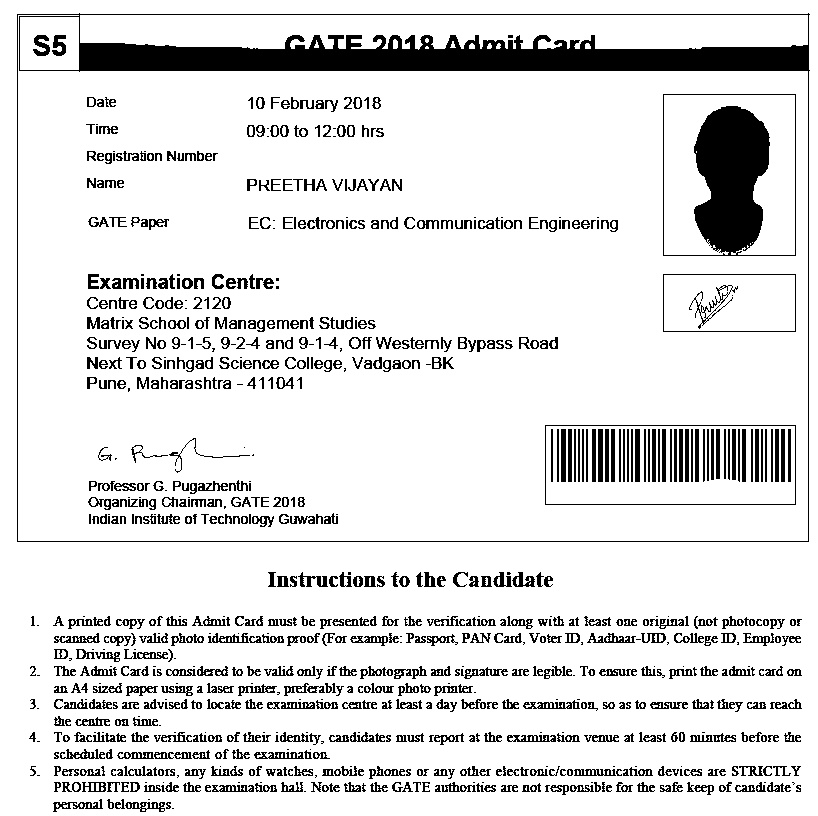 S5
GATE 2018 Admit Card
Date 10 February 2018
Time 09:00 to 12:00 hrs
Registration Number
Name PREETHA VIJAYAN
GATE Paper EC: Electronics and Communication Engineering
Examination Centre:
Centre Code: 2120
Matrix School of Management Studies
Survey No 9-1-5, 9-2-4 and 9-1-4, Off Westernly Bypass Road
Next To Sinhgad Science College, Vadgaon -BK
Pune, Maharashtra - 411041
Professor G. Pugazhenthi
Organizing Chairman, GATE 2018
Indian Institute of Technology Guwahati
Instructions to the Candidate
1. A printed copy of this Admit Card must be presented for the verification along with at least one original (not photocopy or
scanned copy) valid photo identification proof (For example: Passport, PAN Card, Voter ID, Aadhaar-UID, College ID, Employee
ID, Driving License).
2. The Admit Card is considered to be valid only if the photograph and signature are legible. To ensure this, print the admit card on
an A4 sized paper using a laser printer, preferably a colour photo printer.
3. Candidates are advised to locate the examination centre at least a day before the examination, so as to ensure that they can reach
the centre on time.
4. To facilitate the verification of their identity, candidates must report at the examination venue at least 60 minutes before the
scheduled commencement of the examination.
5. Personal calculators, any kinds of watches, mobile phones or any other electronic/communication devices are STRICTLY
PROHIBITED inside the examination hall. Note that the GATE authorities are not responsible for the safe keep of candidate's
personal belongings.